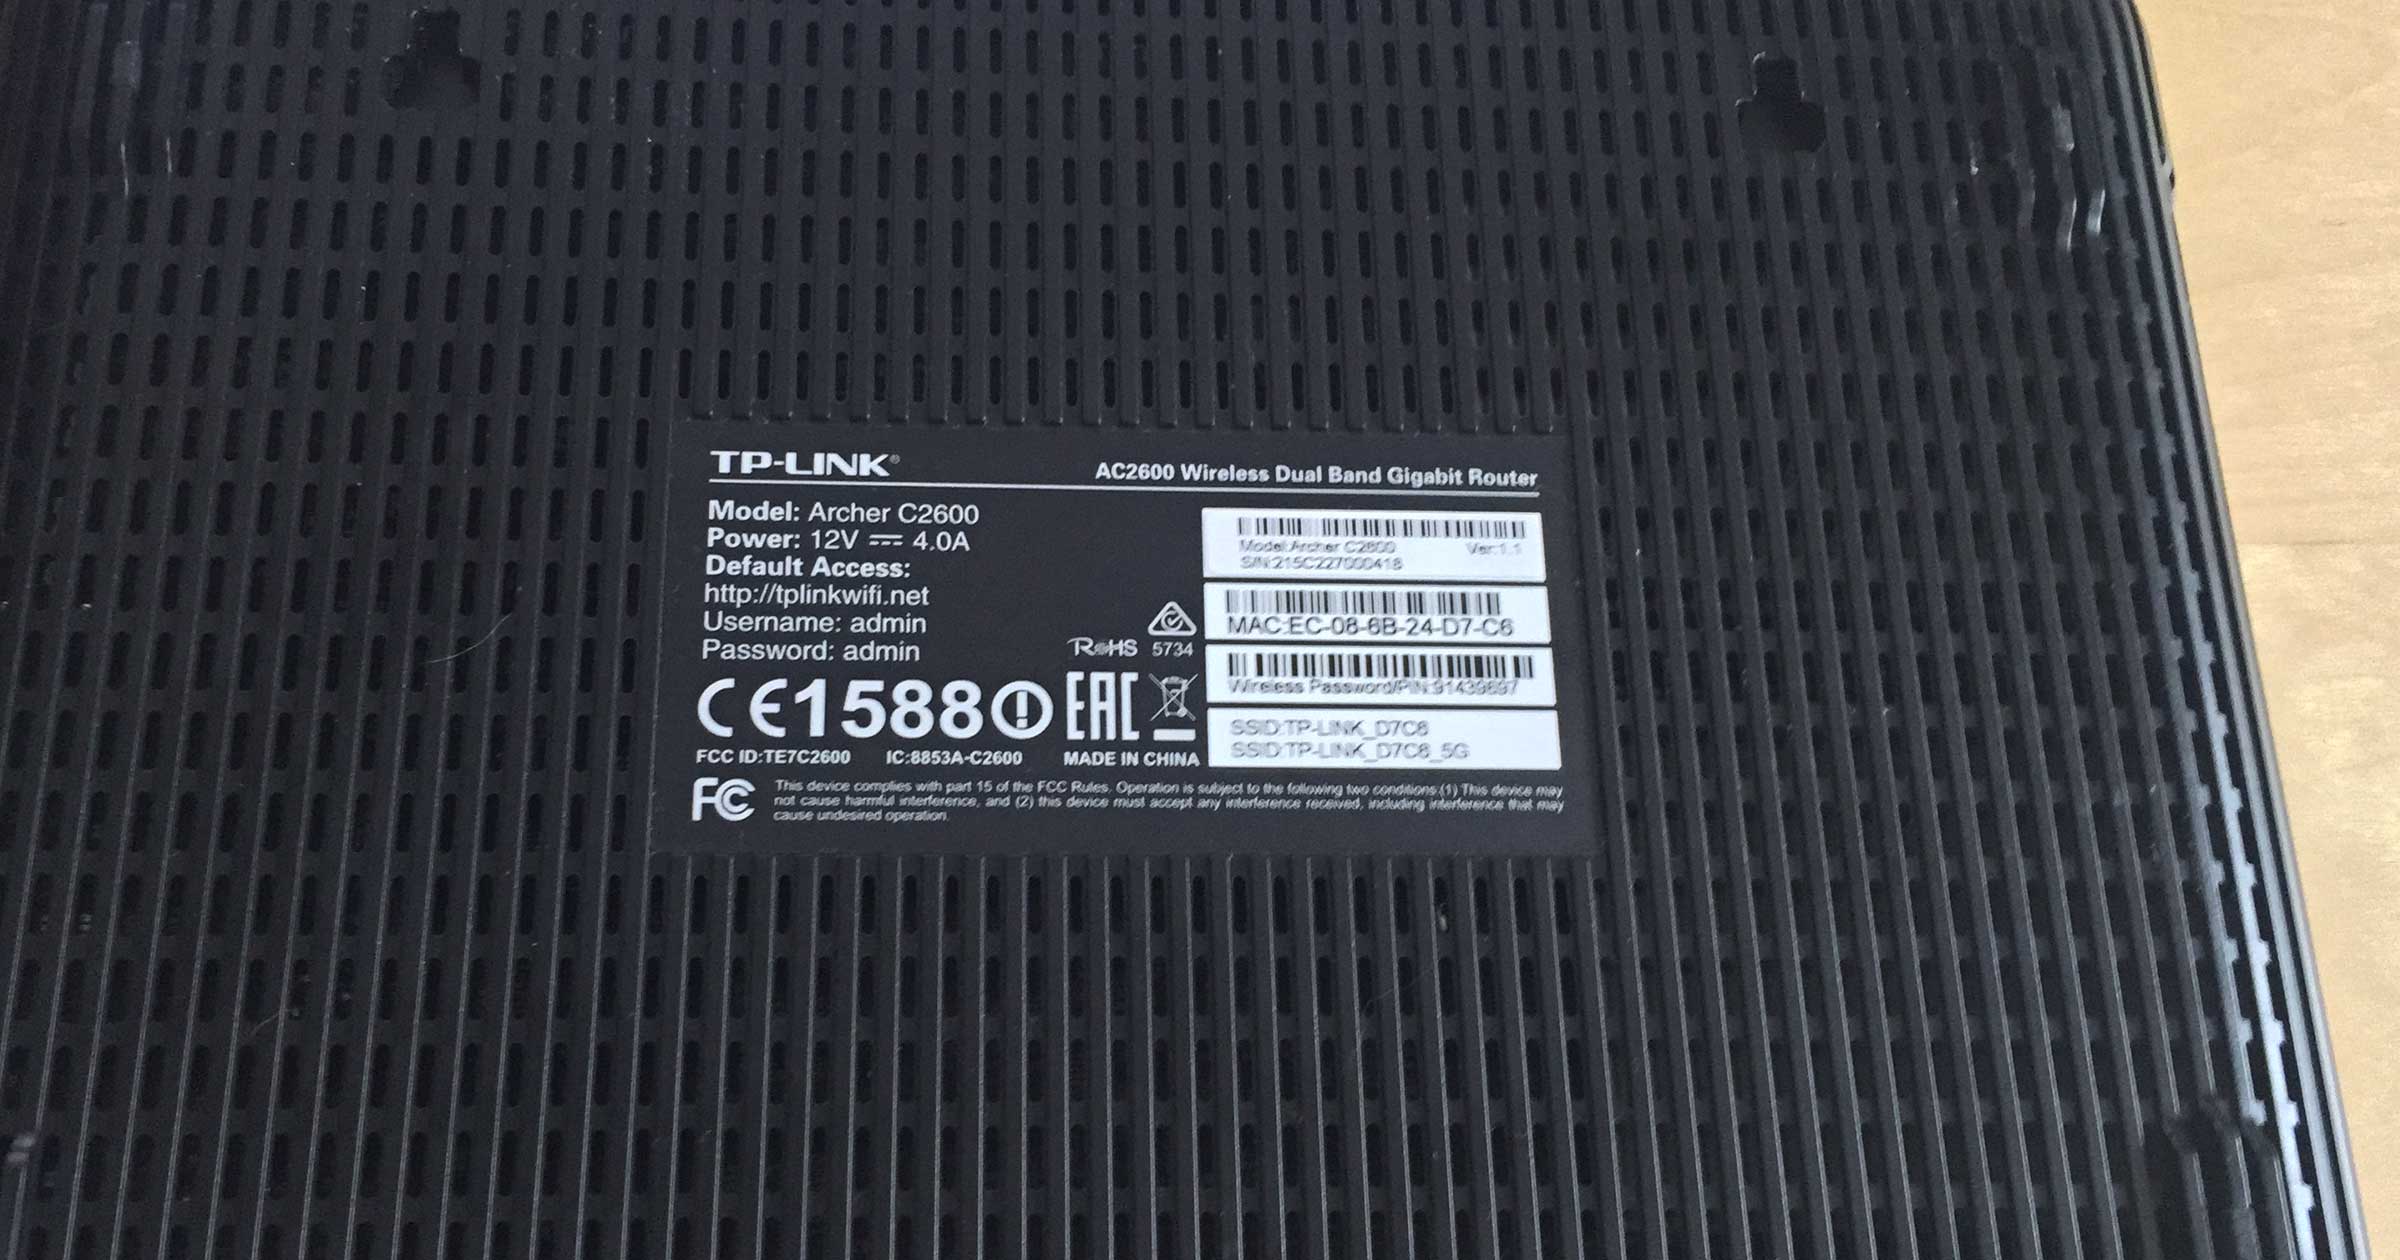 TP-LINK®
AC2600 Wireless Dual Band Gigabit Router
Model: Archer C2600
Power: 12V ⎓ 4.0A
Default Access:
http://tplinkwifi.net
Username: admin
Password: admin
RoHS 5734
CE1588 EAC
FCC ID:TE7C2600 IC:8853A-C2600 MADE IN CHINA
Model:Archer C2600 Ver:1.1
S/N:215C227000418
MAC:EC-08-6B-24-D7-C6
Wireless Password/PIN:91439697
SSID:TP-LINK_D7C6
SSID:TP-LINK_D7C6_5G
FC This device complies with part 15 of the FCC Rules. Operation is subject to the following two conditions:(1) This device may
not cause harmful interference, and (2) this device must accept any interference received, including interference that may
cause undesired operation.